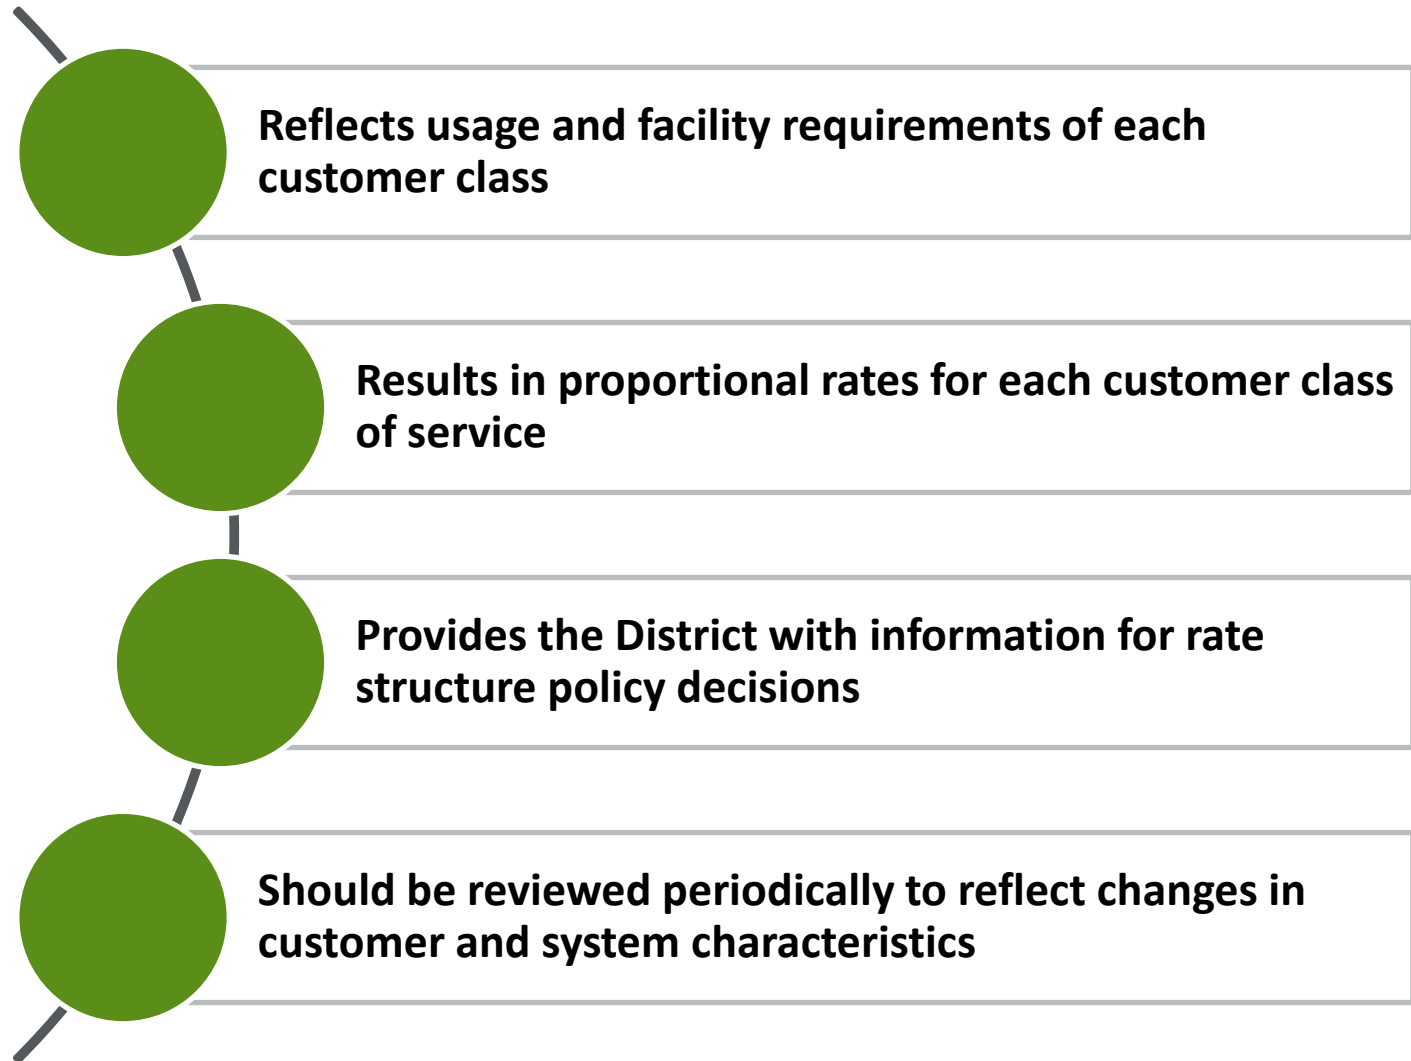 Reflects usage and facility requirements of each
customer class
Results in proportional rates for each customer class
of service
Provides the District with information for rate
structure policy decisions
Should be reviewed periodically to reflect changes in
customer and system characteristics